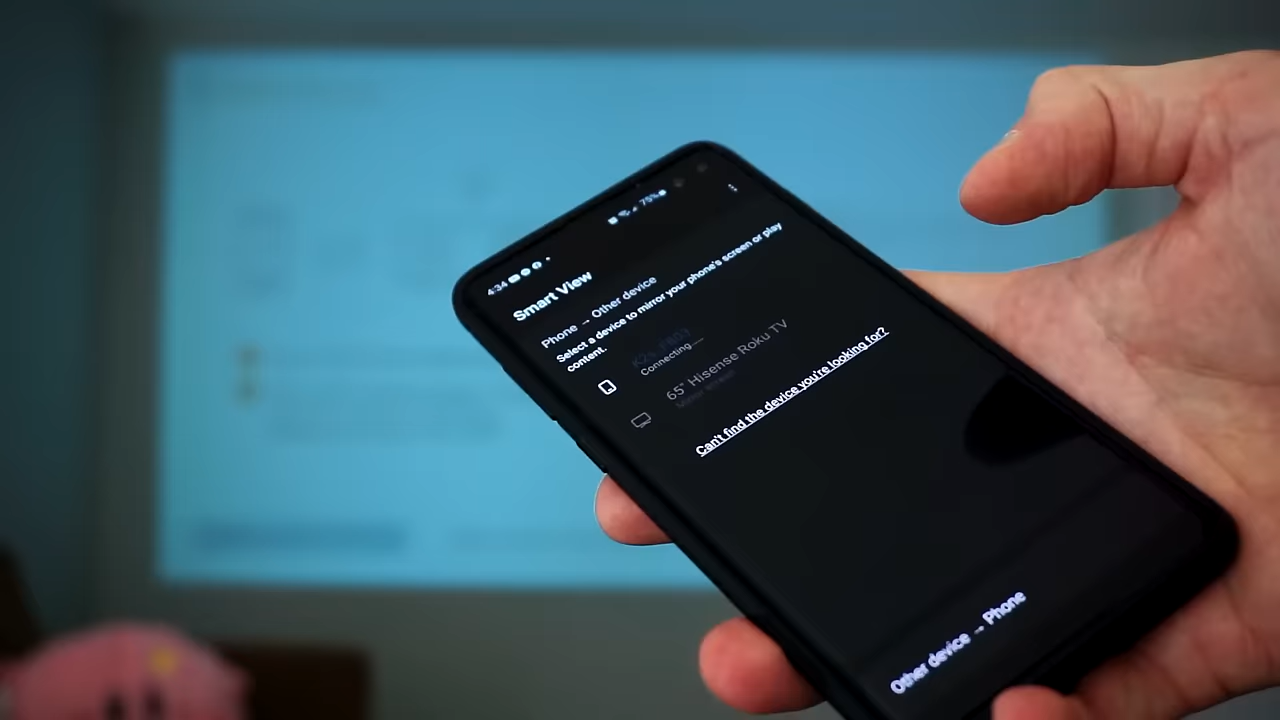 4:34
75%
Smart View
Phone → Other device
Select a device to mirror your phone's screen or play
content.
Connecting....
65" Hisense Roku TV
Can't find the device you're looking for?
Other device → Phone